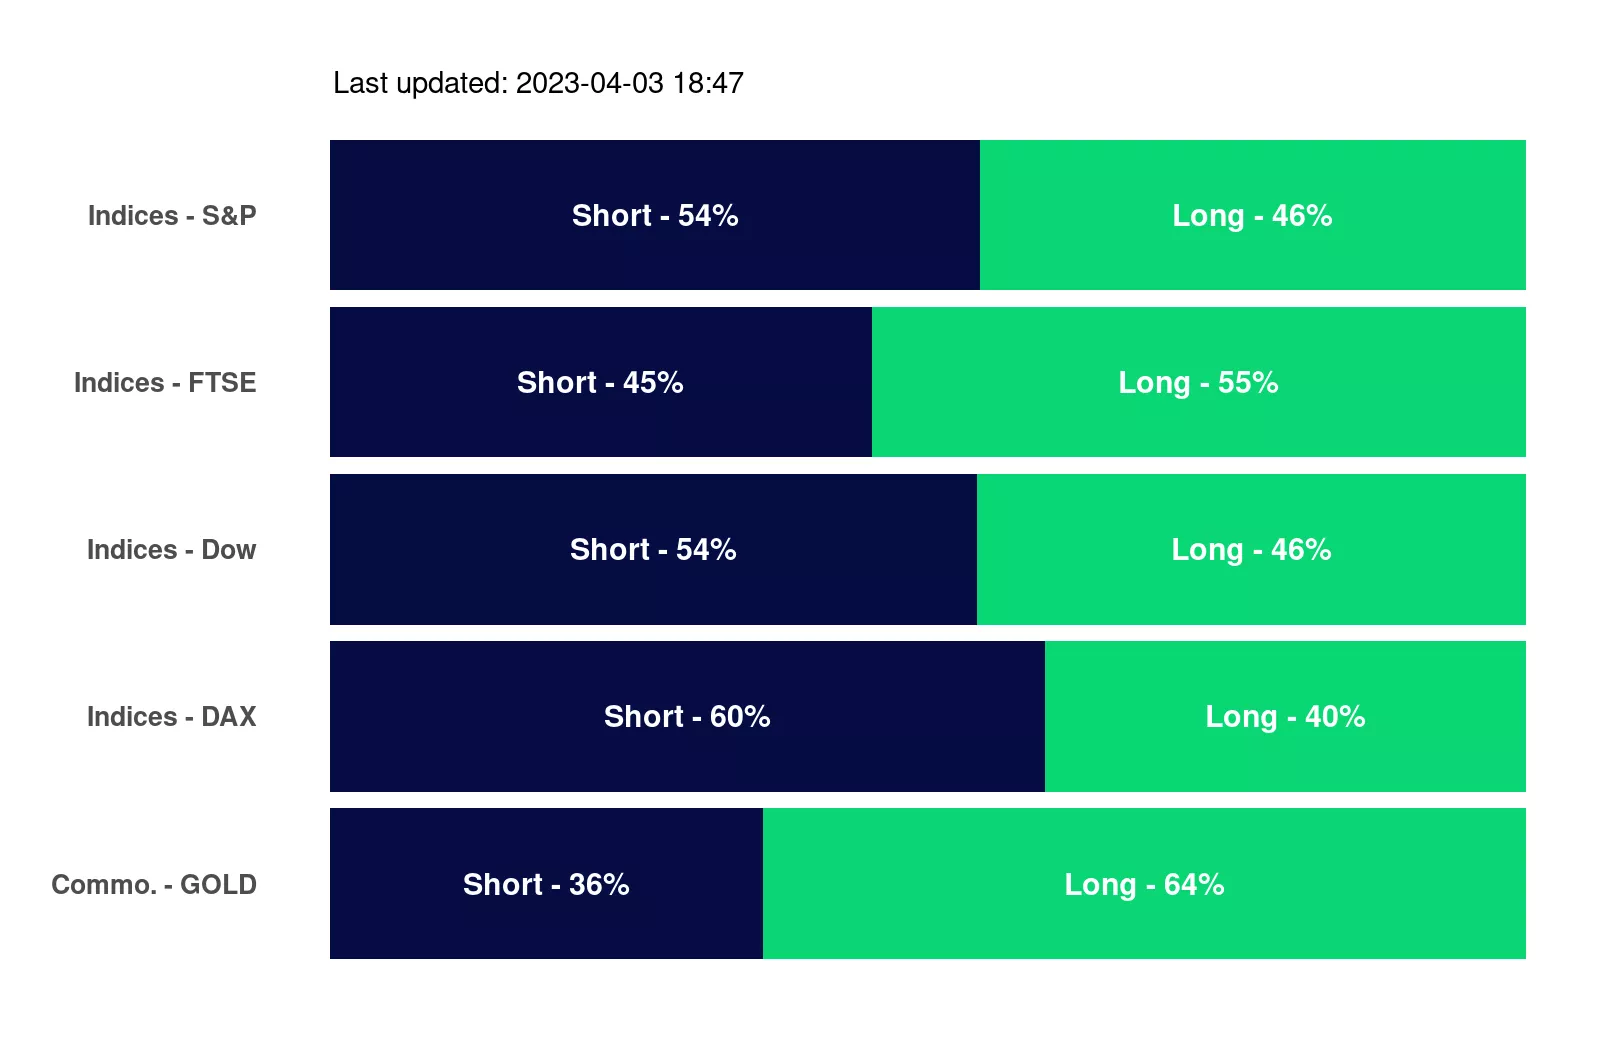 Last updated: 2023-04-03 18:47
Indices - S&P Short - 54% Long - 46%
Indices - FTSE Short - 45% Long - 55%
Indices - Dow Short - 54% Long - 46%
Indices - DAX Short - 60% Long - 40%
Commo. - GOLD Short - 36% Long - 64%